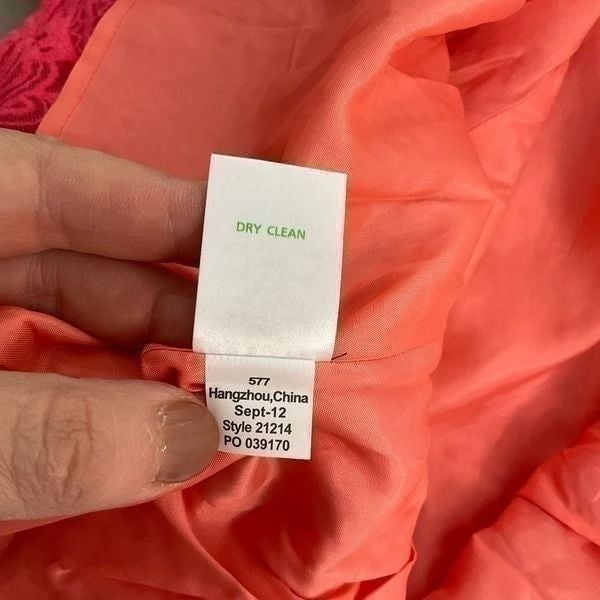 DRY CLEAN
577
Hangzhou,China
Sept-12
Style 21214
PO 039170